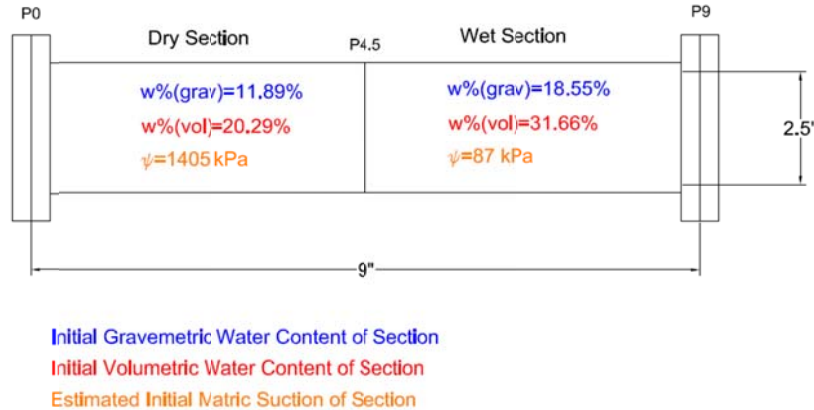 P0
P9
Dry Section
P4.5
Wet Section
w%(grav)=11.89%
w%(vol)=20.29%
ψ=1405 kPa
w%(grav)=18.55%
w%(vol)=31.66%
ψ=87 kPa
2.5'
9"
Initial Gravemetric Water Content of Section
Initial Volumetric Water Content of Section
Estimated Initial Matric Suction of Section